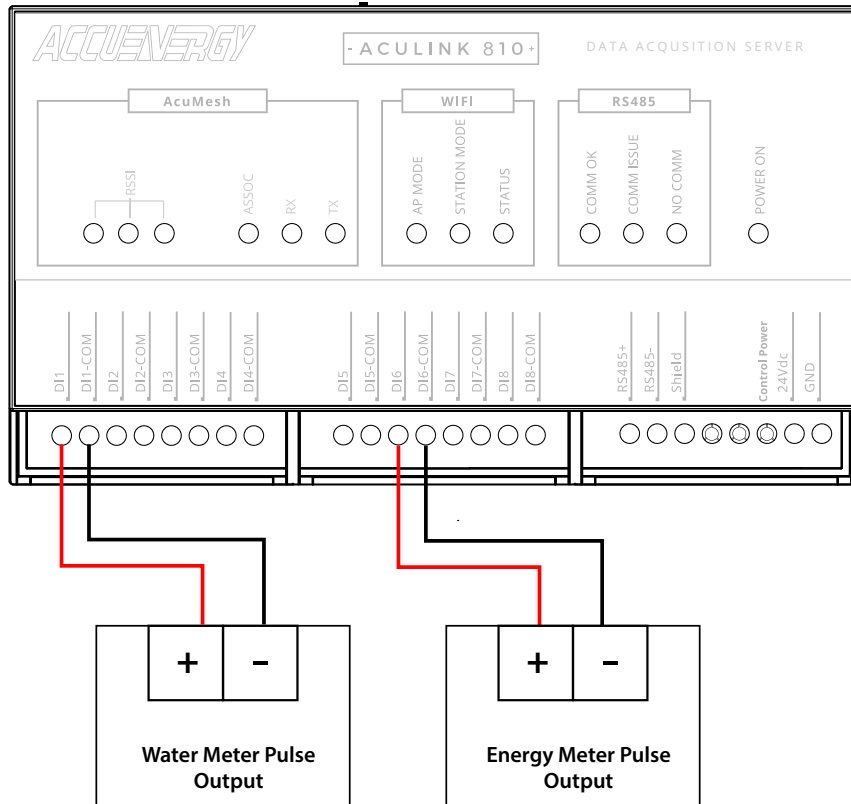 ACCUENERGY
- ACULINK 810 +
DATA ACQUSITION SERVER
AcuMesh
WIFI
RS485
RSSI
ASSOC
RX
TX
AP MODE
STATION MODE
STATUS
COMM OK
COMM ISSUE
NO COMM
POWER ON
DI1
DI1-COM
DI2
DI2-COM
DI3
DI3-COM
DI4
DI4-COM
DI5
DI5-COM
DI6
DI6-COM
DI7
DI7-COM
DI8
DI8-COM
RS485+
RS485-
Shield
Control Power
24Vdc
GND
+ -
+ -
Water Meter Pulse
Output
Energy Meter Pulse
Output